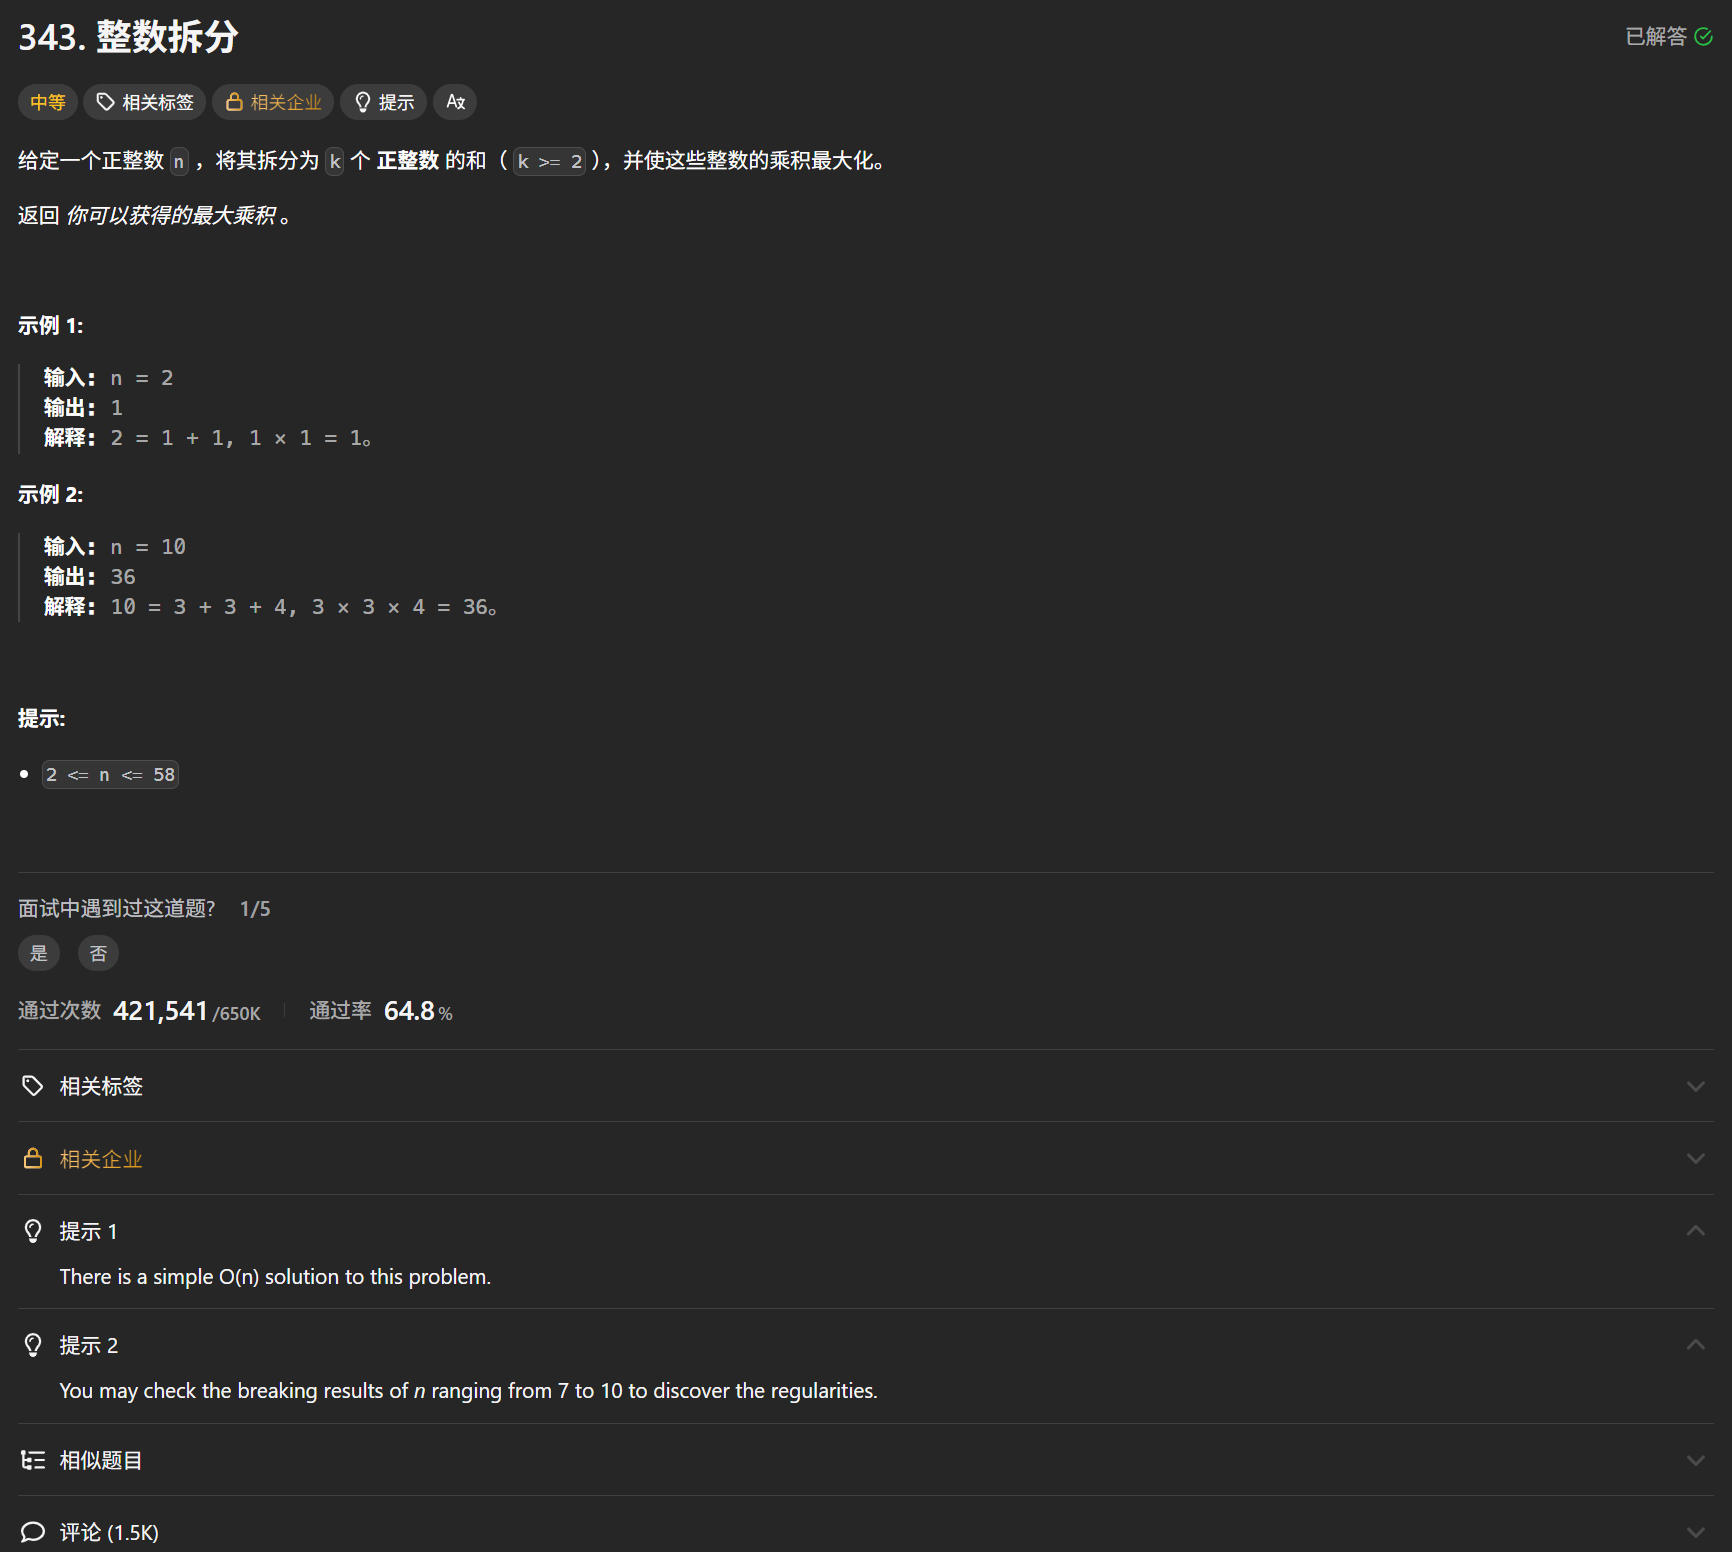 343. 整数拆分
已解答
中等 相关标签 相关企业 提示
给定一个正整数 n ，将其拆分为 k 个 正整数 的和（ k >= 2 ），并使这些整数的乘积最大化。
返回 你可以获得的最大乘积 。
示例 1:
输入: n = 2
输出: 1
解释: 2 = 1 + 1, 1 × 1 = 1。
示例 2:
输入: n = 10
输出: 36
解释: 10 = 3 + 3 + 4, 3 × 3 × 4 = 36。
提示:
2 <= n <= 58
面试中遇到过这道题? 1/5
是 否
通过次数 421,541/650K 通过率 64.8%
相关标签
相关企业
提示 1
There is a simple O(n) solution to this problem.
提示 2
You may check the breaking results of n ranging from 7 to 10 to discover the regularities.
相似题目
评论 (1.5K)